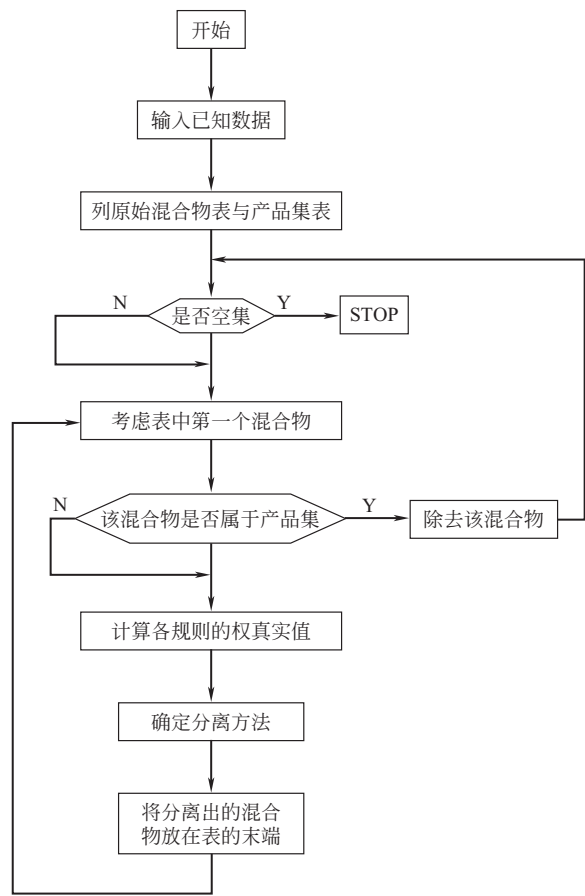 开始
输入已知数据
列原始混合物表与产品集表
N
是否空集
Y
STOP
考虑表中第一个混合物
N
该混合物是否属于产品集
Y
除去该混合物
计算各规则的权真实值
确定分离方法
将分离出的混合
物放在表的末端